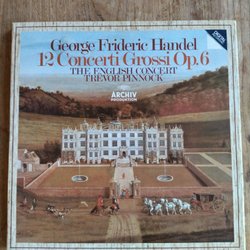 George Frideric Handel
12 Concerti Grossi Op.6
THE ENGLISH CONCERT
TREVOR PINNOCK
ARCHIV
PRODUKTION